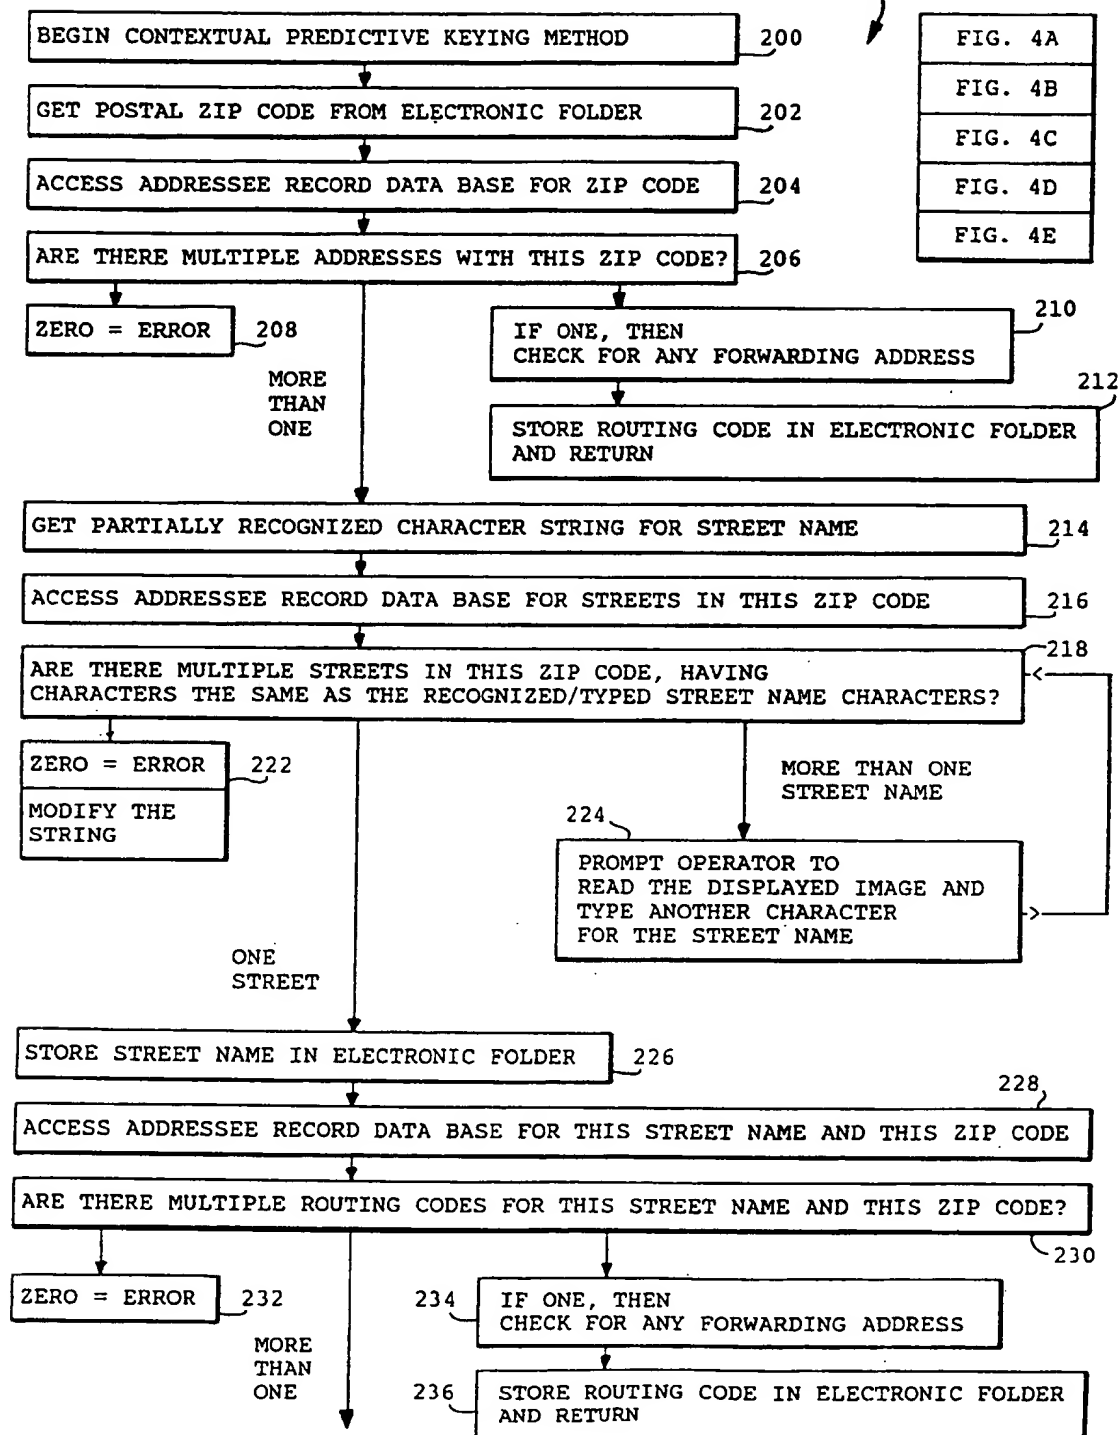 BEGIN CONTEXTUAL PREDICTIVE KEYING METHOD 200
FIG. 4A
FIG. 4B
FIG. 4C
FIG. 4D
FIG. 4E
GET POSTAL ZIP CODE FROM ELECTRONIC FOLDER 202
ACCESS ADDRESSEE RECORD DATA BASE FOR ZIP CODE 204
ARE THERE MULTIPLE ADDRESSES WITH THIS ZIP CODE? 206
ZERO = ERROR 208
MORE
THAN
ONE
210
IF ONE, THEN
CHECK FOR ANY FORWARDING ADDRESS
212
STORE ROUTING CODE IN ELECTRONIC FOLDER
AND RETURN
GET PARTIALLY RECOGNIZED CHARACTER STRING FOR STREET NAME 214
ACCESS ADDRESSEE RECORD DATA BASE FOR STREETS IN THIS ZIP CODE 216
218
ARE THERE MULTIPLE STREETS IN THIS ZIP CODE, HAVING
CHARACTERS THE SAME AS THE RECOGNIZED/TYPED STREET NAME CHARACTERS?
ZERO = ERROR 222
MODIFY THE
STRING
MORE THAN ONE
STREET NAME
224
PROMPT OPERATOR TO
READ THE DISPLAYED IMAGE AND
TYPE ANOTHER CHARACTER
FOR THE STREET NAME
ONE
STREET
STORE STREET NAME IN ELECTRONIC FOLDER 226
228
ACCESS ADDRESSEE RECORD DATA BASE FOR THIS STREET NAME AND THIS ZIP CODE
ARE THERE MULTIPLE ROUTING CODES FOR THIS STREET NAME AND THIS ZIP CODE?
230
ZERO = ERROR 232
MORE
THAN
ONE
234 IF ONE, THEN
CHECK FOR ANY FORWARDING ADDRESS
236 STORE ROUTING CODE IN ELECTRONIC FOLDER
AND RETURN